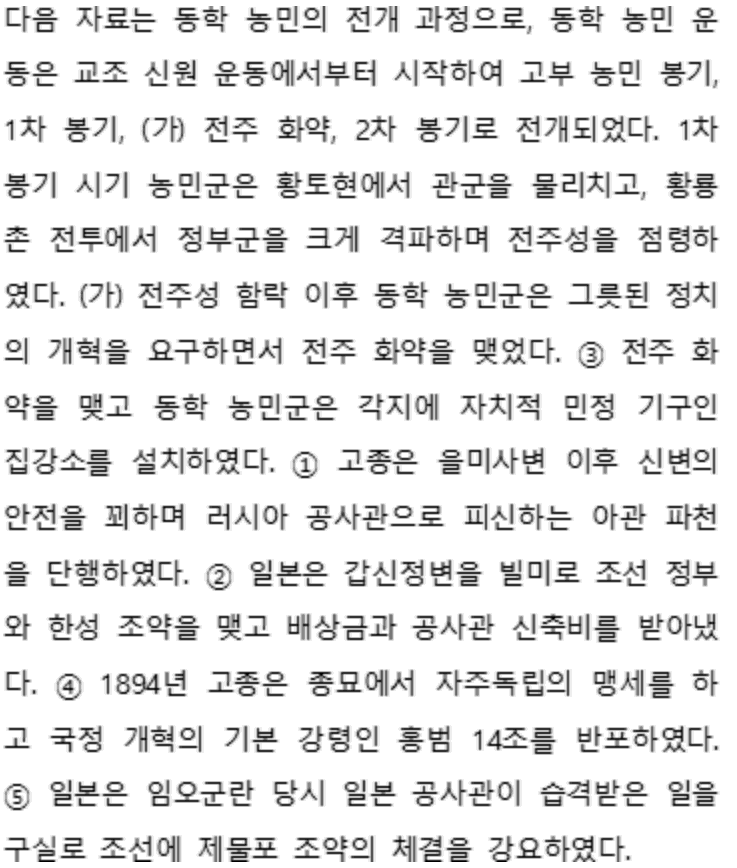 다음 자료는 동학 농민의 전개 과정으로, 동학 농민 운
동은 교조 신원 운동에서부터 시작하여 고부 농민 봉기,
1차 봉기, (가) 전주 화약, 2차 봉기로 전개되었다. 1차
봉기 시기 농민군은 황토현에서 관군을 물리치고, 황룡
촌 전투에서 정부군을 크게 격파하며 전주성을 점령하
였다. (가) 전주성 함락 이후 동학 농민군은 그릇된 정치
의 개혁을 요구하면서 전주 화약을 맺었다. ③ 전주 화
약을 맺고 동학 농민군은 각지에 자치적 민정 기구인
집강소를 설치하였다. ① 고종은 을미사변 이후 신변의
안전을 꾀하며 러시아 공사관으로 피신하는 아관 파천
을 단행하였다. ② 일본은 갑신정변을 빌미로 조선 정부
와 한성 조약을 맺고 배상금과 공사관 신축비를 받아냈
다. ④ 1894년 고종은 종묘에서 자주독립의 맹세를 하
고 국정 개혁의 기본 강령인 홍범 14조를 반포하였다.
⑤ 일본은 임오군란 당시 일본 공사관이 습격받은 일을
구실로 조선에 제물포 조약의 체결을 강요하였다.